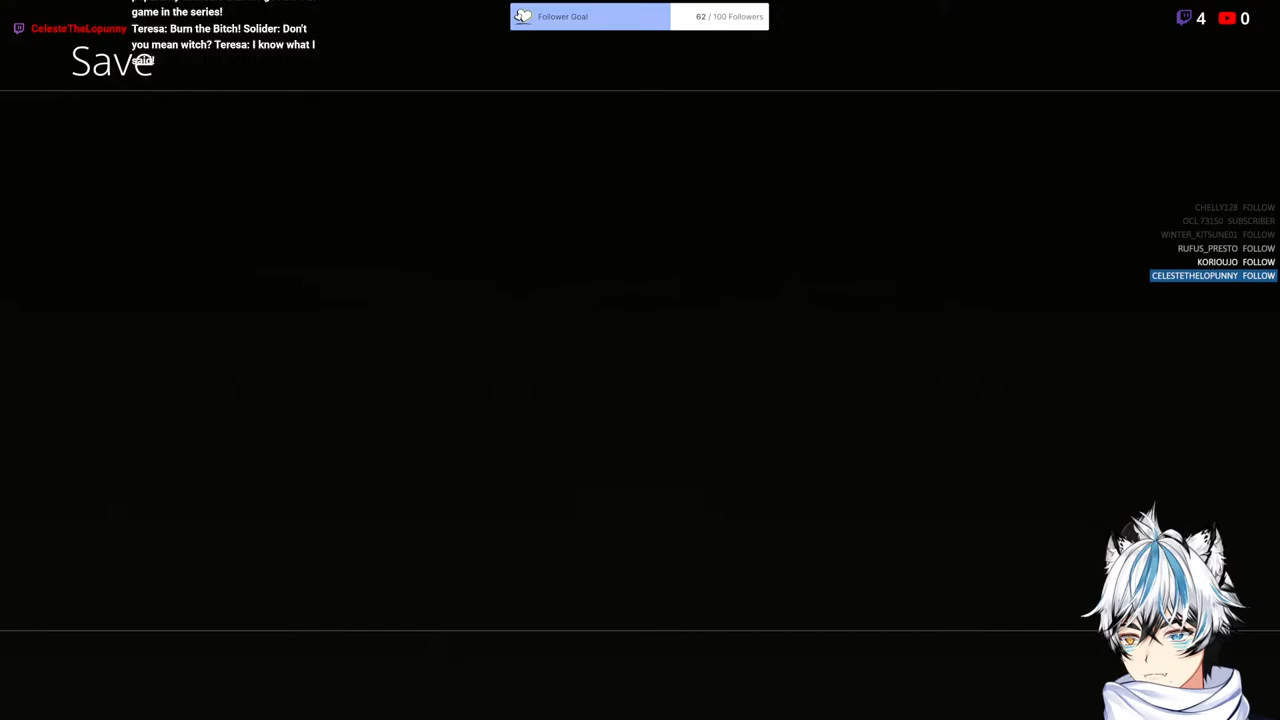 game in the series!
CelesteTheLopunny Teresa: Burn the Bitch! Solider: Don't
you mean witch? Teresa: I know what I
said!
Save
Follower Goal 62 / 100 Followers
4 0
CHELLY128 FOLLOW
OCL73150 SUBSCRIBER
WINTER_KITSUNE01 FOLLOW
RUFUS_PRESTO FOLLOW
KORIOUJO FOLLOW
CELESTETHELOPUNNY FOLLOW